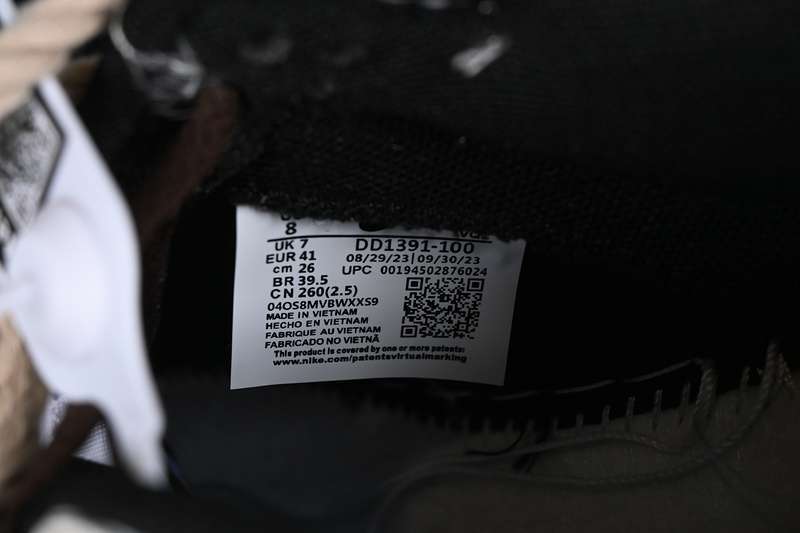 8
UK 7 DD1391-100
EUR 41 08/29/23|09/30/23
cm 26 UPC 00194502876024
BR 39.5
CN 260(2.5)
04OS8MVBWXXS9
MADE IN VIETNAM
HECHO EN VIETNAM
FABRIQUE AU VIETNAM
FABRICADO NO VIETNÃ
This product is covered by one or more patents:
www.nike.com/patentsvirtualmarking